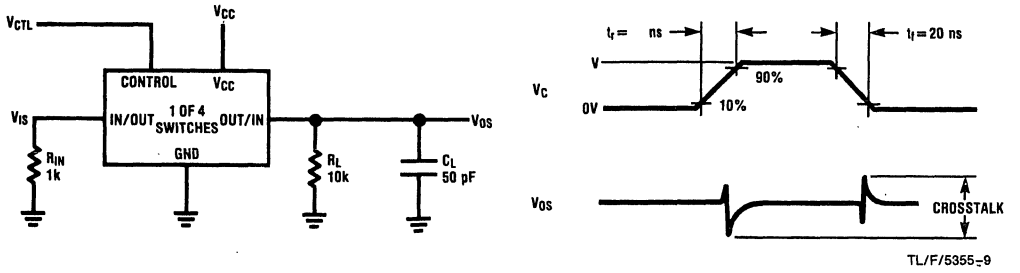 VCTL
VCC
CONTROL
VCC
VIS
IN/OUT
1 OF 4
SWITCHES
OUT/IN
VOS
GND
RIN
1k
RL
10k
CL
50 pF
tr = ns
tf = 20 ns
V
VC
90%
10%
0V
VOS
CROSSTALK
TL/F/5355-9